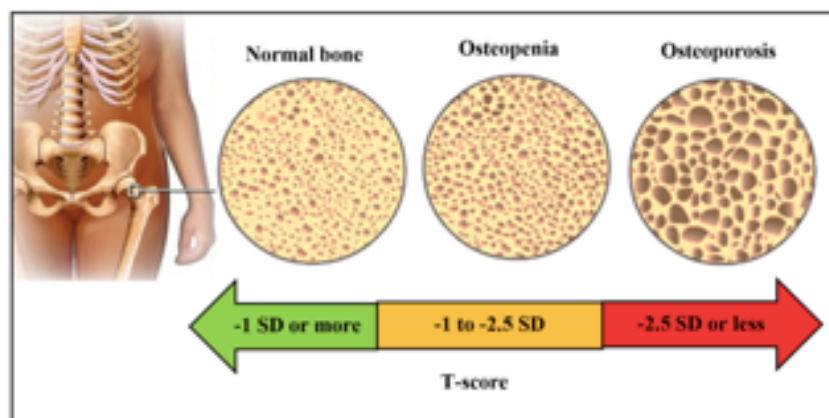 Normal bone
Osteopenia
Osteoporosis
-1 SD or more
-1 to -2.5 SD
-2.5 SD or less
T-score